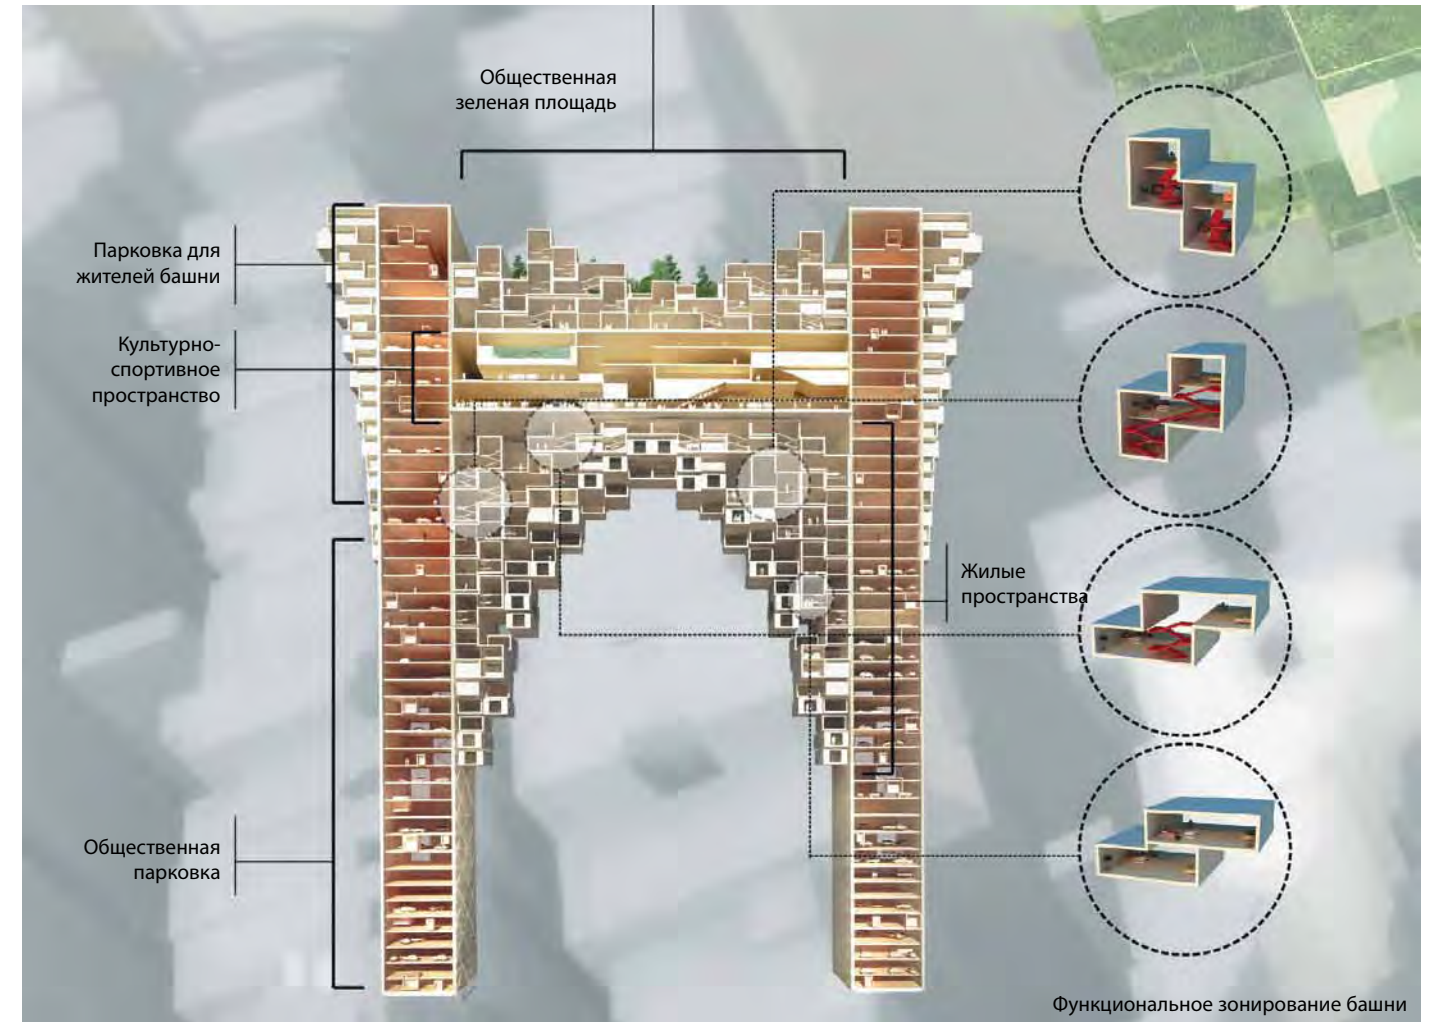 Общественная
зеленая площадь
Парковка для
жителей башни
Культурно-
спортивное
пространство
Жилые
пространства
Общественная
парковка
Функциональное зонирование башни